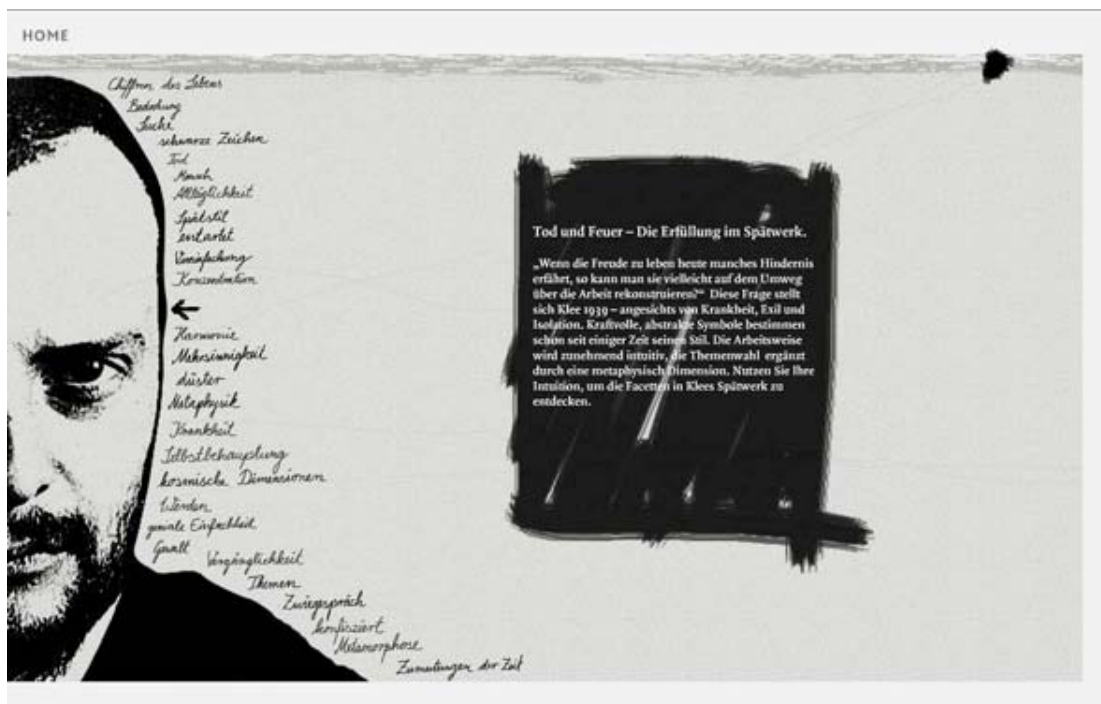 HOME
Chiffren des Lebens
Bedrohung
Suche
schwarze Zeichen
Tod
Mensch
Alltäglichkeit
Spätstil
entartet
Vereinfachung
Konzentration
Harmonie
Mehrsinnigkeit
düster
Metaphysik
Krankheit
Selbstbehauptung
kosmische Dimensionen
Werden
geniale Einfachheit
Gewalt
Vergänglichkeit
Themen
Zwiegespräch
konfisziert
Metamorphose
Zumutungen der Zeit
Tod und Feuer – Die Erfüllung im Spätwerk.
„Wenn die Freude zu leben heute manches Hindernis
erfährt, so kann man sie vielleicht auf dem Umweg
über die Arbeit rekonstruieren?“ Diese Frage stellt
sich Klee 1939 – angesichts von Krankheit, Exil und
Isolation. Kraftvolle, abstrakte Symbole bestimmen
schon seit einiger Zeit seinen Stil. Die Arbeitsweise
wird zunehmend intuitiv, die Themenwahl ergänzt
durch eine metaphysisch Dimension. Nutzen Sie Ihre
Intuition, um die Facetten in Klees Spätwerk zu
entdecken.